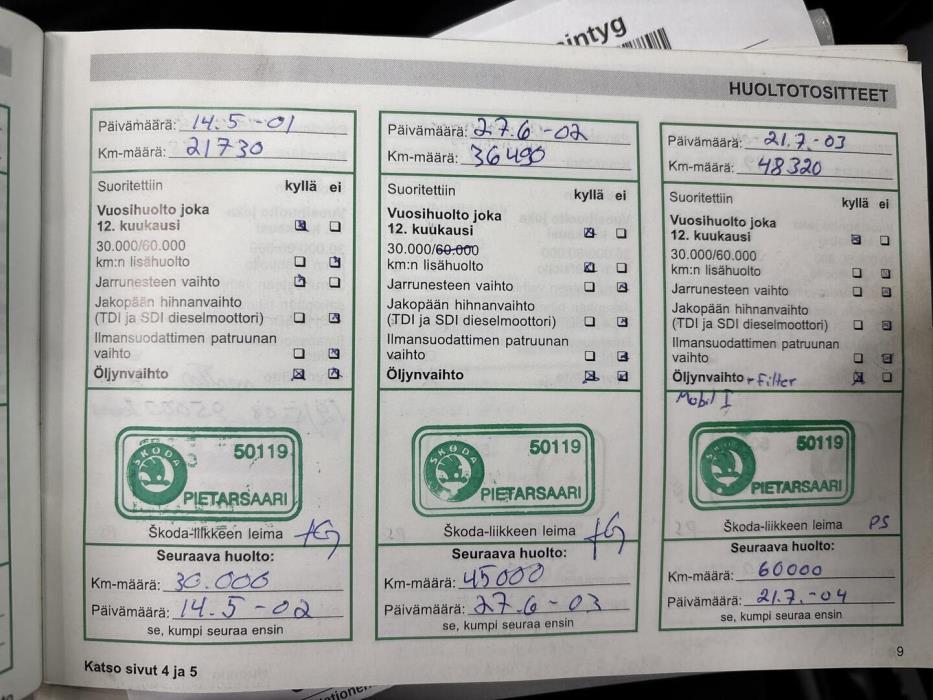 intyg
HUOLTOTOSITTEET
Päivämäärä: 14.5-01
Km-määrä: 21730
Suoritettiin kyllä ei
Vuosihuolto joka
12. kuukausi
30.000/60.000
km:n lisähuolto
Jarrunesteen vaihto
Jakopään hihnanvaihto
(TDI ja SDI dieselmoottori)
Ilmansuodattimen patruunan
vaihto
Öljynvaihto
SKODA
50119
PIETARSAARI
Škoda-liikkeen leima
Seuraava huolto:
Km-määrä: 30.000
Päivämäärä: 14.5-02
se, kumpi seuraa ensin
Päivämäärä: 27.6-02
Km-määrä: 36490
Suoritettiin kyllä ei
Vuosihuolto joka
12. kuukausi
30.000/60.000
km:n lisähuolto
Jarrunesteen vaihto
Jakopään hihnanvaihto
(TDI ja SDI dieselmoottori)
Ilmansuodattimen patruunan
vaihto
Öljynvaihto
SKODA
50119
PIETARSAARI
Škoda-liikkeen leima
Seuraava huolto:
Km-määrä: 45000
Päivämäärä: 27.6-03
se, kumpi seuraa ensin
Päivämäärä: 21.7.-03
Km-määrä: 48320
Suoritettiin kyllä ei
Vuosihuolto joka
12. kuukausi
30.000/60.000
km:n lisähuolto
Jarrunesteen vaihto
Jakopään hihnanvaihto
(TDI ja SDI dieselmoottori)
Ilmansuodattimen patruunan
vaihto
Öljynvaihto + Filter
Mobil I
SKODA
50119
PIETARSAARI
Škoda-liikkeen leima PS
Seuraava huolto:
Km-määrä: 60000
Päivämäärä: 21.7.-04
se, kumpi seuraa ensin
Katso sivut 4 ja 5
9